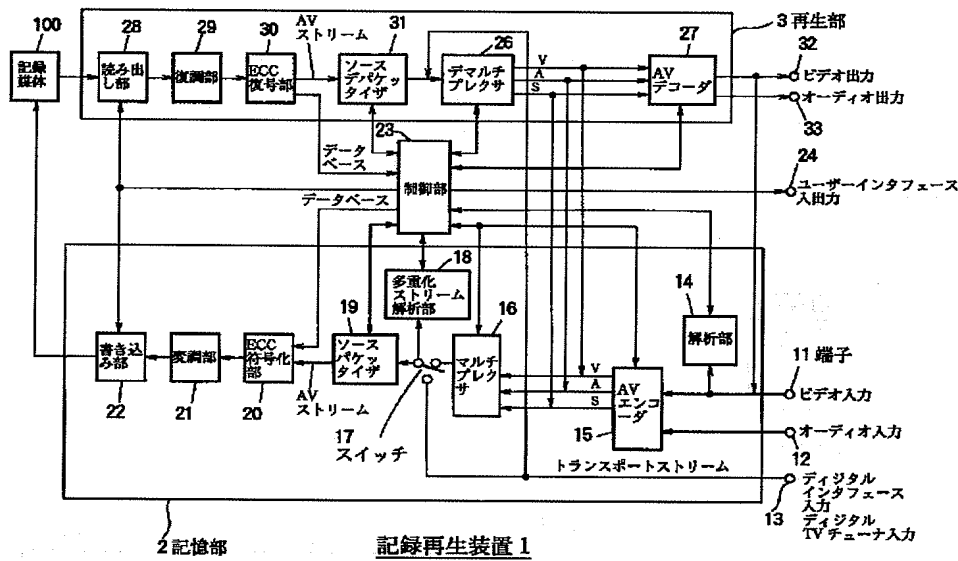 100
記録
媒体
28
読み出
し部
29
復調部
30
ECC
復号部
AV
ストリーム
31
ソース
デパケッ
タイザ
26
デマルチ
プレクサ
V
A
S
27
AV
デコーダ
3 再生部
32
ビデオ出力
オーディオ出力
33
23
制御部
データ
ベース
データベース
24
ユーザーインタフェース
入出力
18
多重化
ストリーム
解析部
14
解析部
22
書き込
み部
21
変調部
20
ECC
符号化
部
AV
ストリーム
19
ソース
パケッ
タイザ
17
スイッチ
16
マルチ
プレク
サ
V
A
S
15
AV
エンコ
ーダ
11 端子
ビデオ入力
オーディオ入力
12
トランスポートストリーム
13
ディジタル
インタフェース
入力
ディジタル
TVチューナ入力
2 記憶部
記録再生装置 1